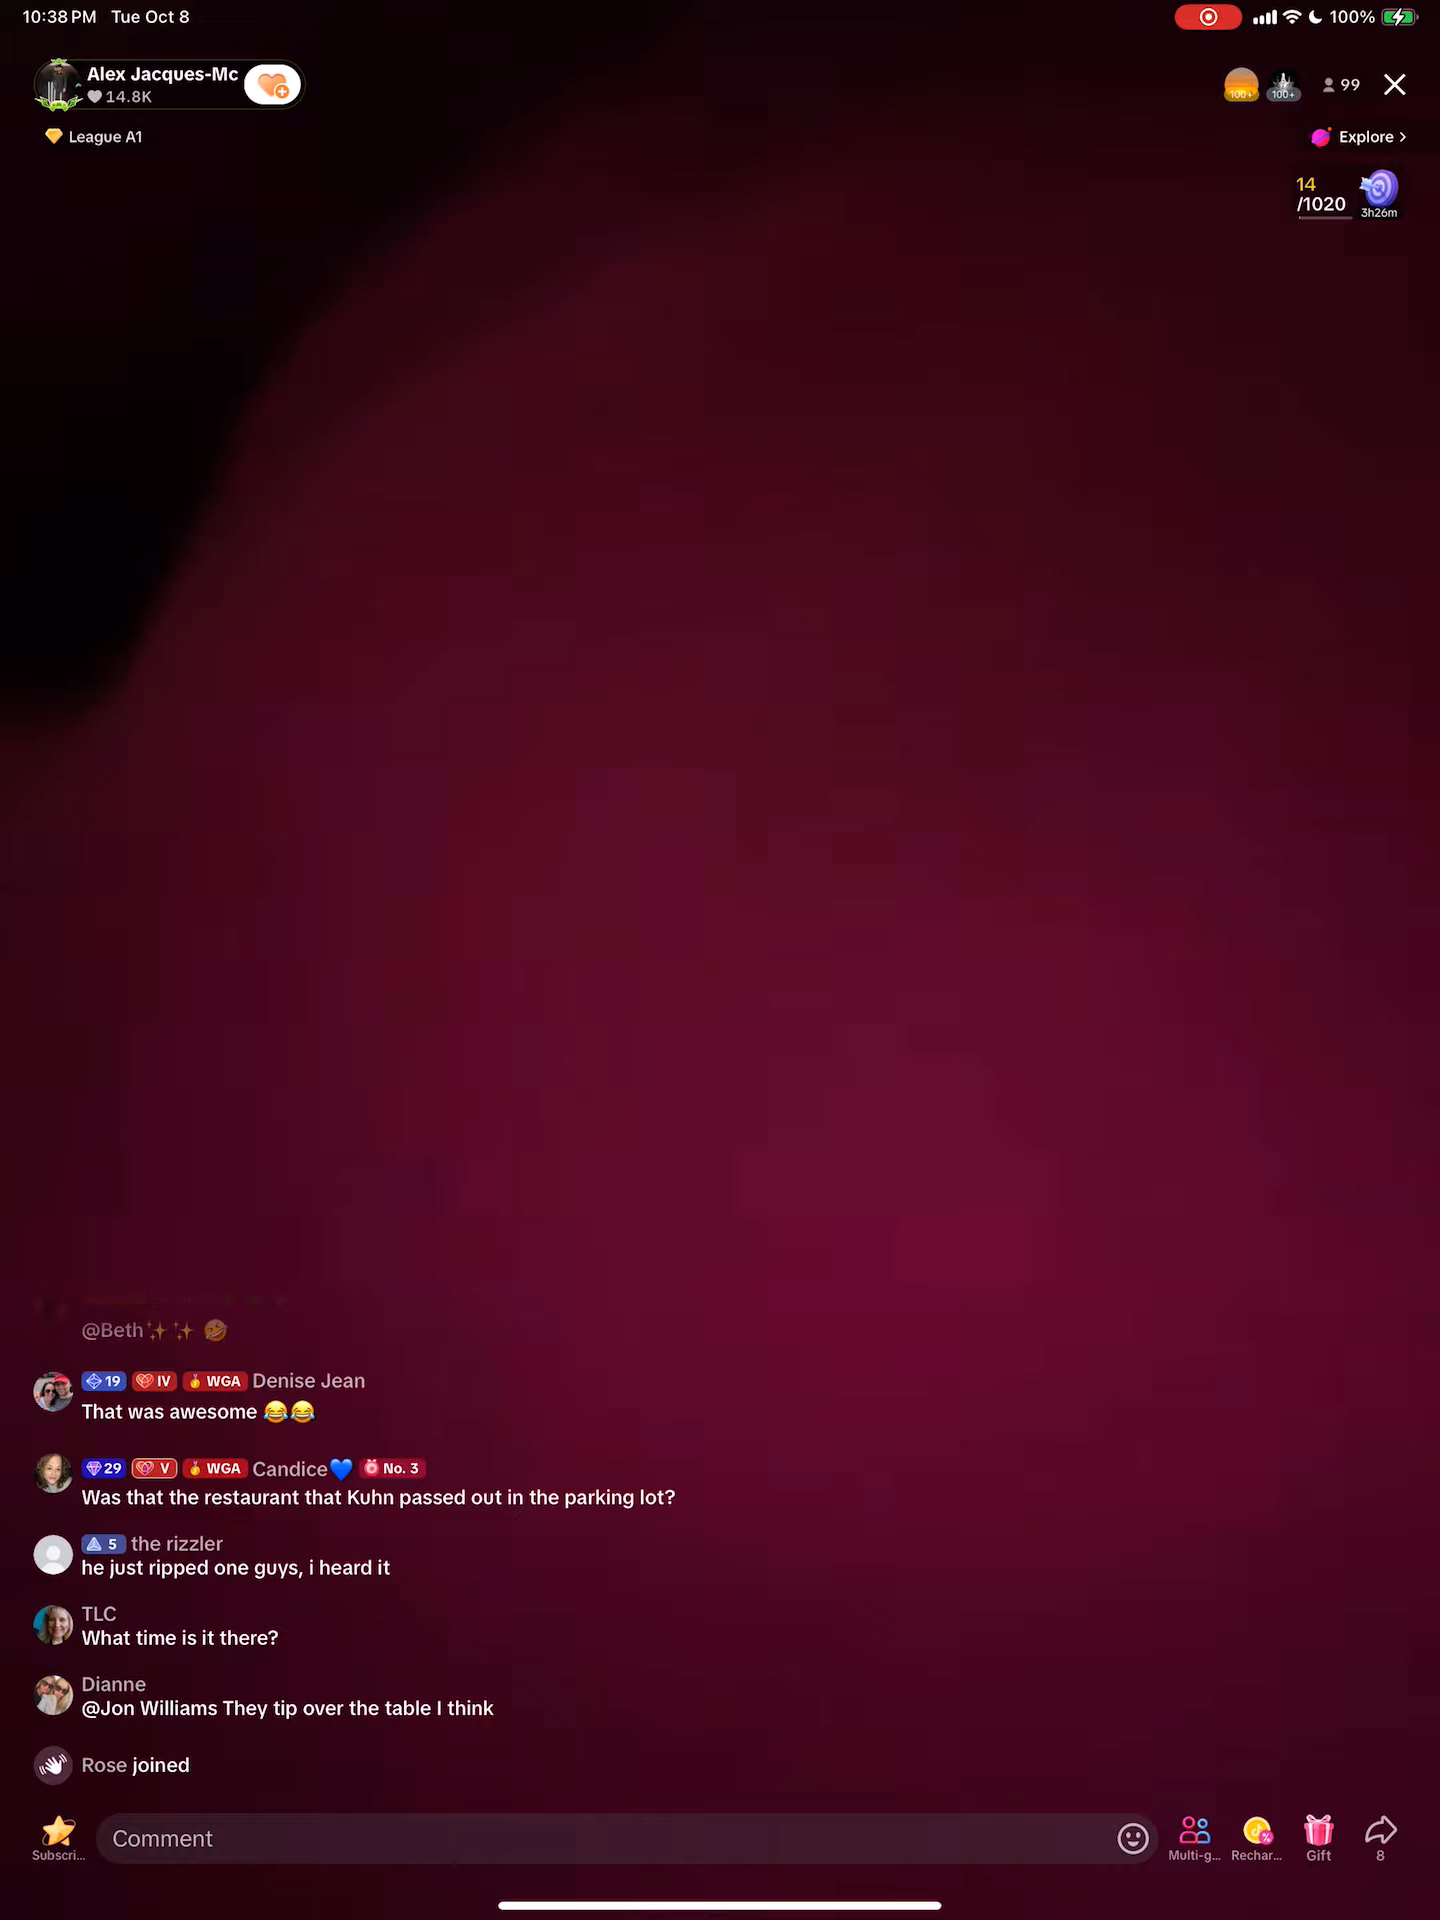 10:38 PM Tue Oct 8
100%
Alex Jacques-Mc
14.8K
100+ 100+ 99
League A1
Explore >
14
/1020
3h26m
@Beth✨✨ 🤣
19 IV WGA Denise Jean
That was awesome 😂😂
29 V WGA Candice💙 No. 3
Was that the restaurant that Kuhn passed out in the parking lot?
5 the rizzler
he just ripped one guys, i heard it
TLC
What time is it there?
Dianne
@Jon Williams They tip over the table I think
Rose joined
Comment
Subscri... Multi-g... Rechar... Gift 8